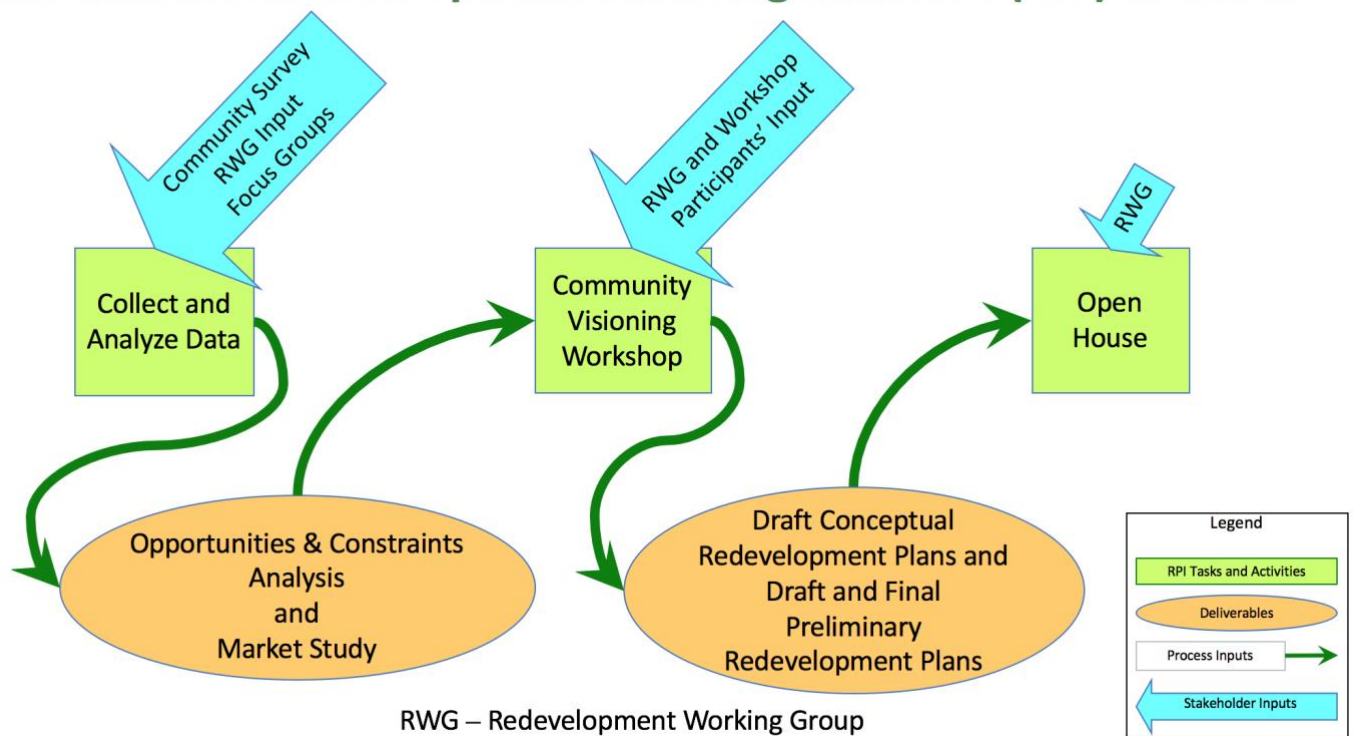 Community Survey
RWG Input
Focus Groups
RWG and Workshop
Participants' Input
RWG
Collect and
Analyze Data
Community
Visioning
Workshop
Open
House
Opportunities & Constraints
Analysis
and
Market Study
Draft Conceptual
Redevelopment Plans and
Draft and Final
Preliminary
Redevelopment Plans
Legend
RPI Tasks and Activities
Deliverables
Process Inputs
Stakeholder Inputs
RWG – Redevelopment Working Group